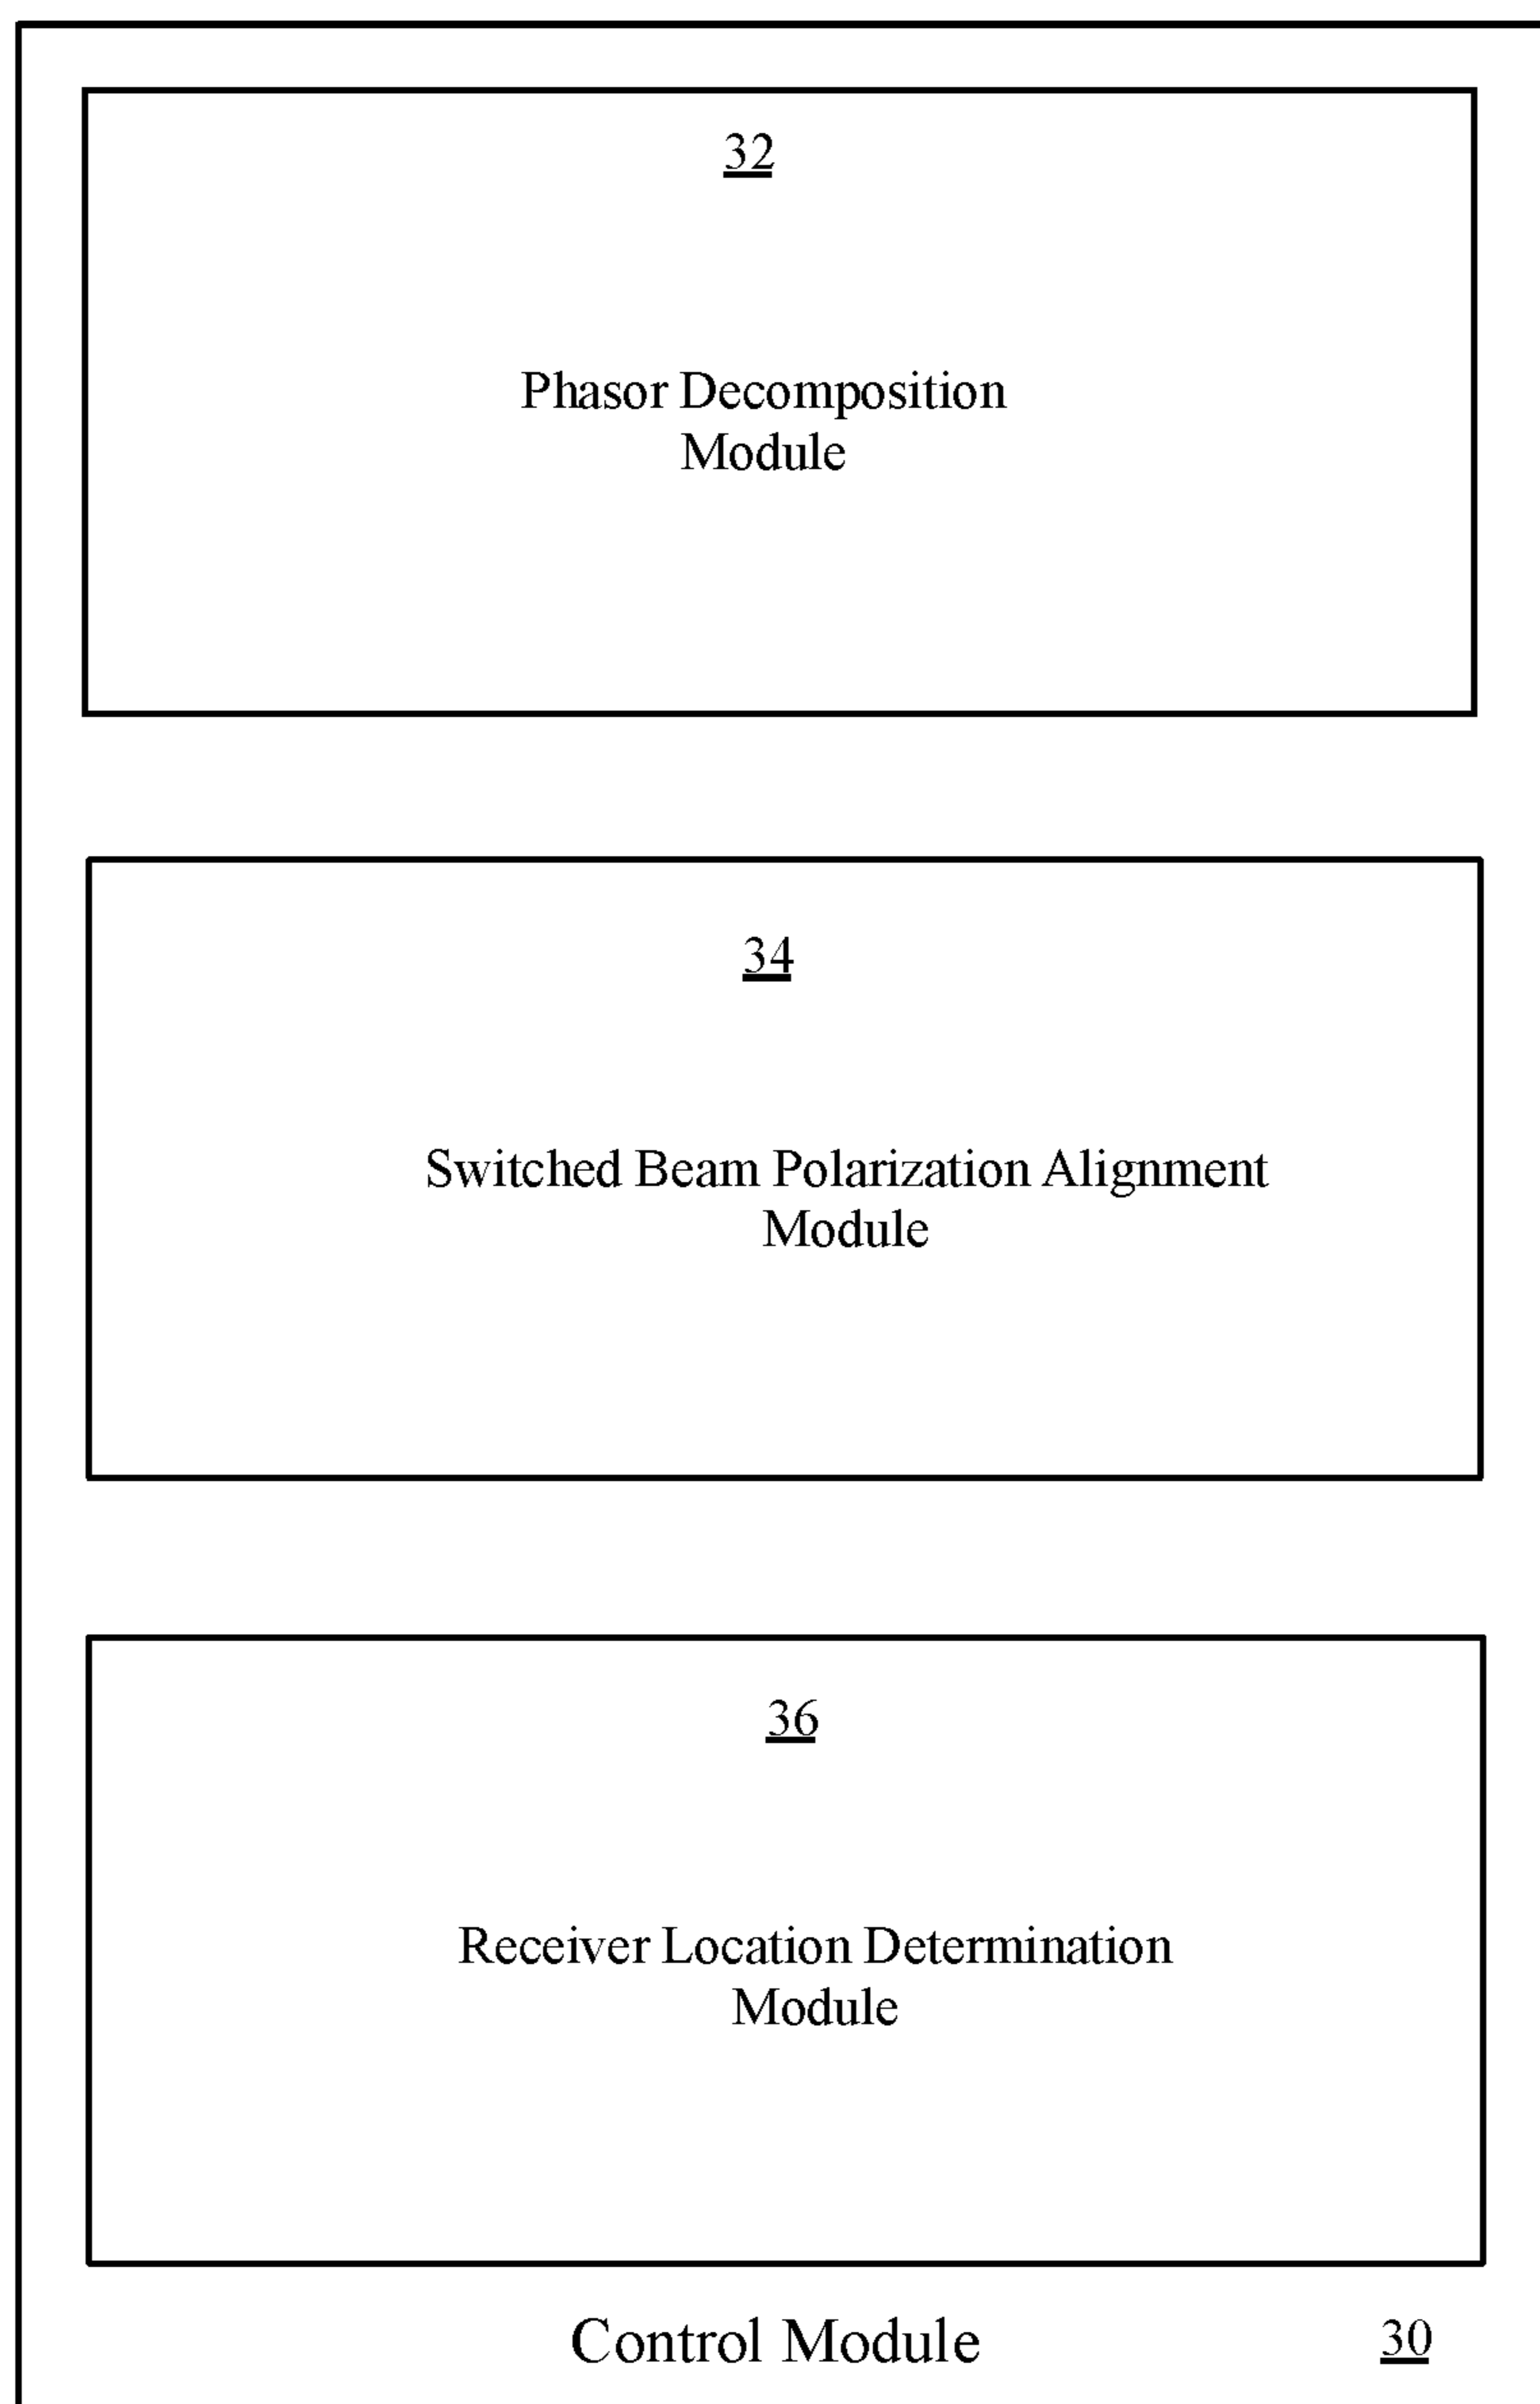 32
Phasor Decomposition
Module
34
Switched Beam Polarization Alignment
Module
36
Receiver Location Determination
Module
Control Module 30